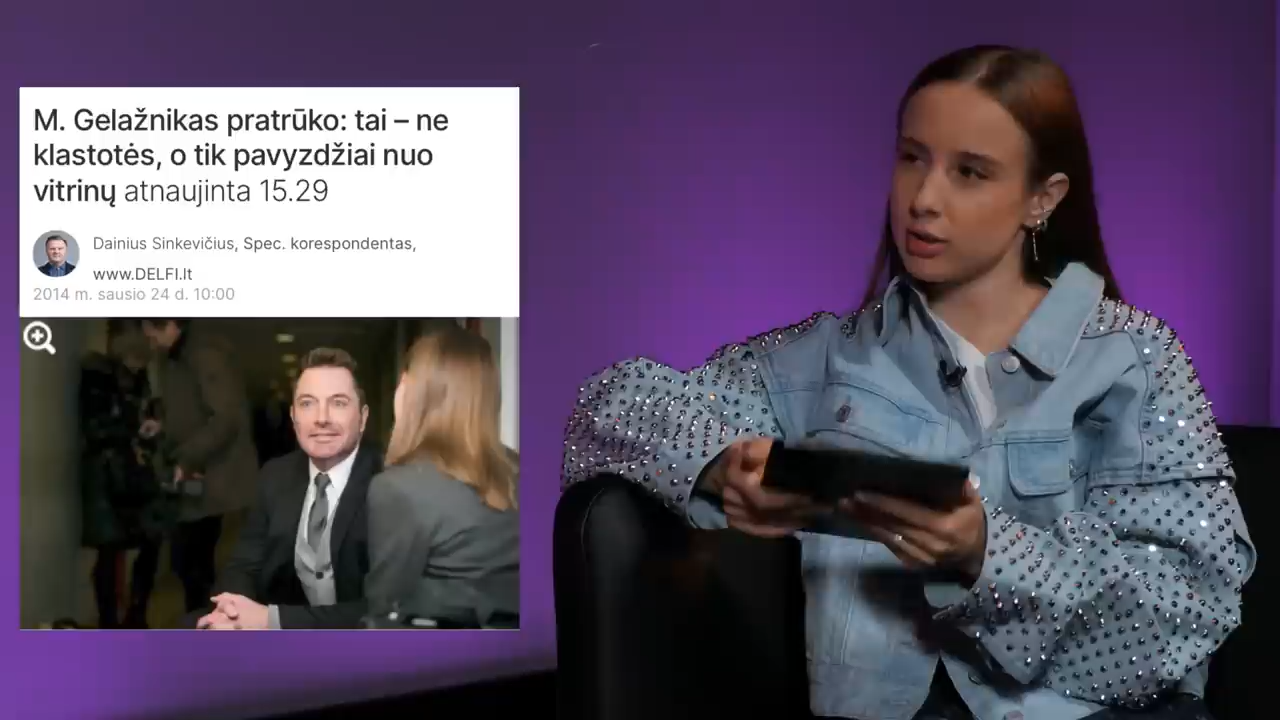 M. Gelažnikas pratrūko: tai – ne
klastotės, o tik pavyzdžiai nuo
vitrinų atnaujinta 15.29
Dainius Sinkevičius, Spec. korespondentas,
www.DELFI.lt
2014 m. sausio 24 d. 10:00